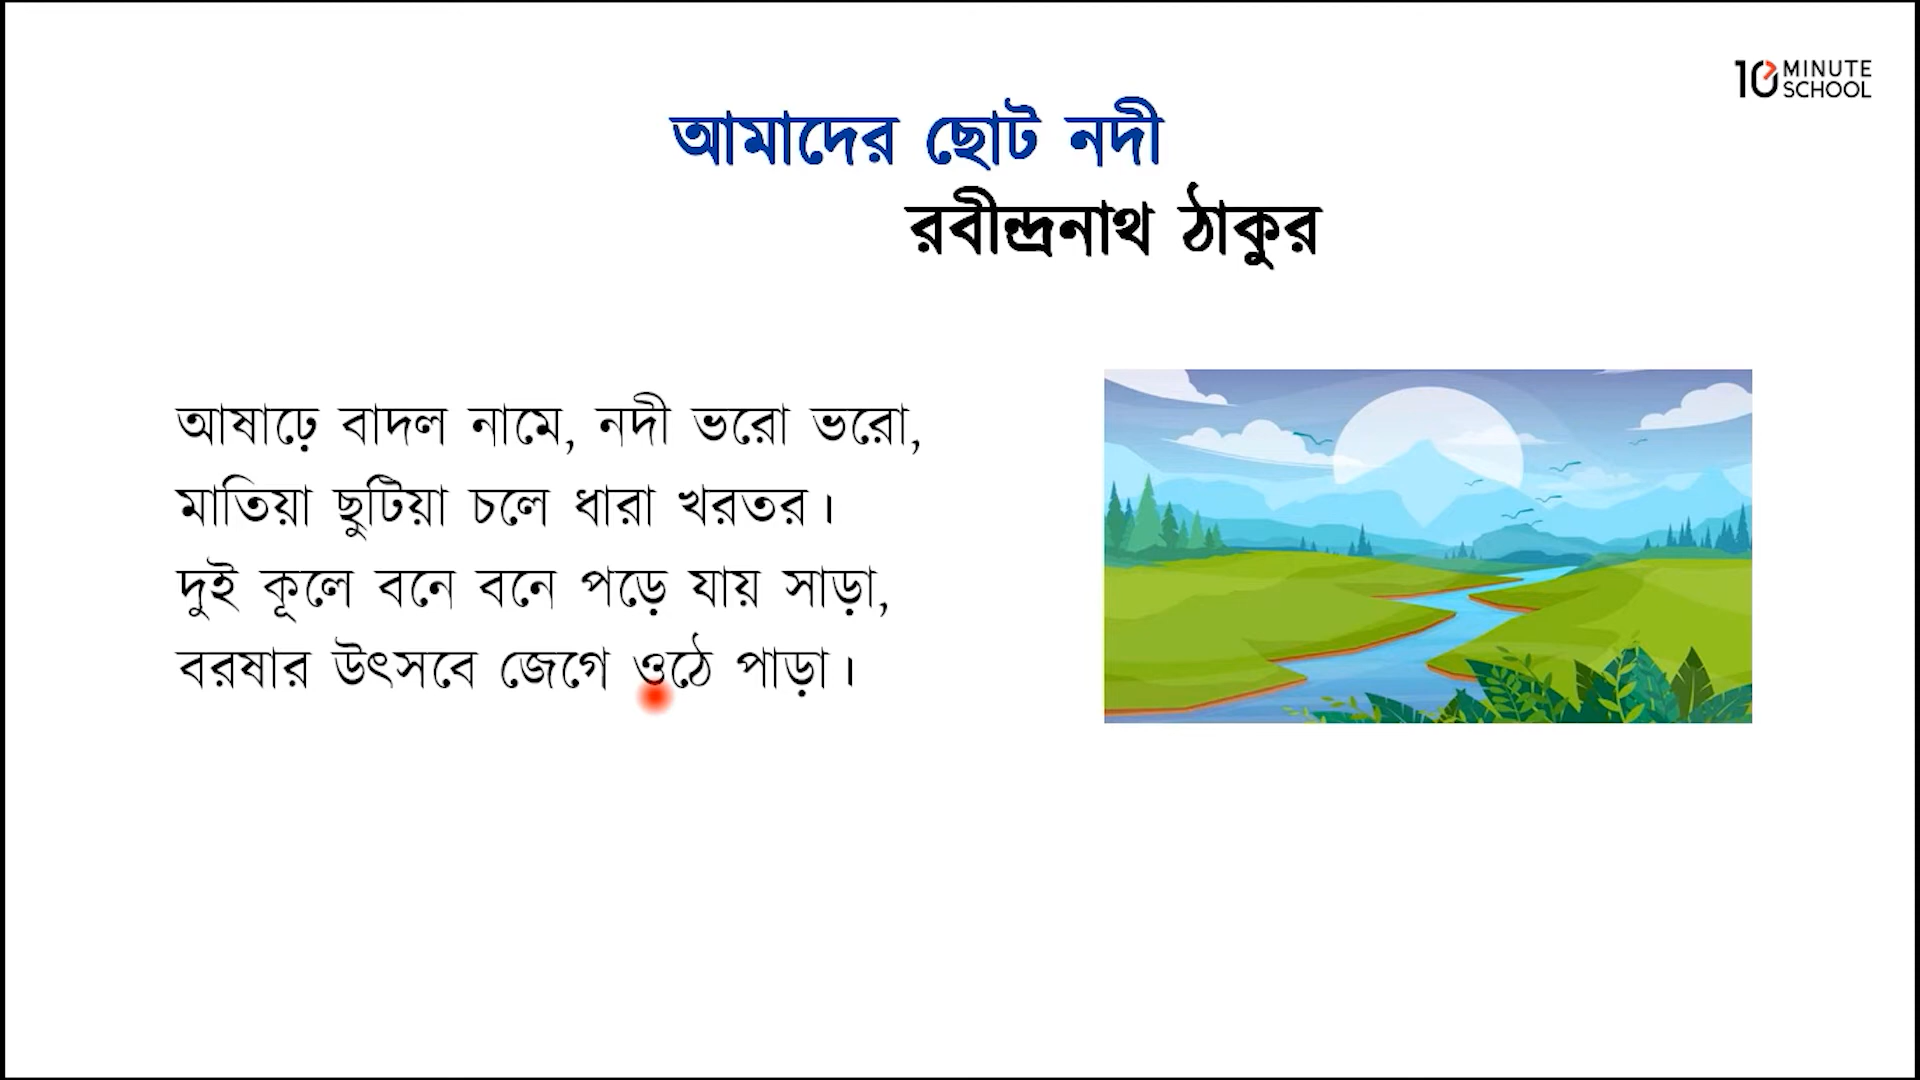 10 MINUTE
SCHOOL
আমাদের ছোট নদী
রবীন্দ্রনাথ ঠাকুর
আষাঢ়ে বাদল নামে, নদী ভরো ভরো,
মাতিয়া ছুটিয়া চলে ধারা খরতর।
দুই কূলে বনে বনে পড়ে যায় সাড়া,
বরষার উৎসবে জেগে ওঠে পাড়া।